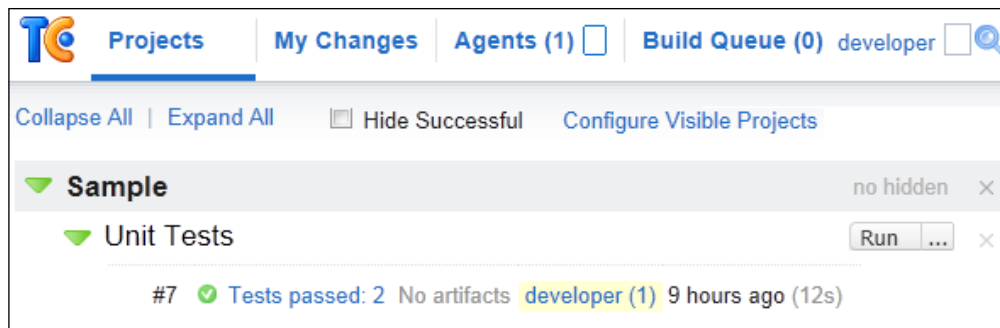 TC Projects | My Changes | Agents (1) | Build Queue (0) developer
Collapse All | Expand All Hide Successful Configure Visible Projects
Sample no hidden ×
Unit Tests Run ... ×
#7 Tests passed: 2 No artifacts developer (1) 9 hours ago (12s)